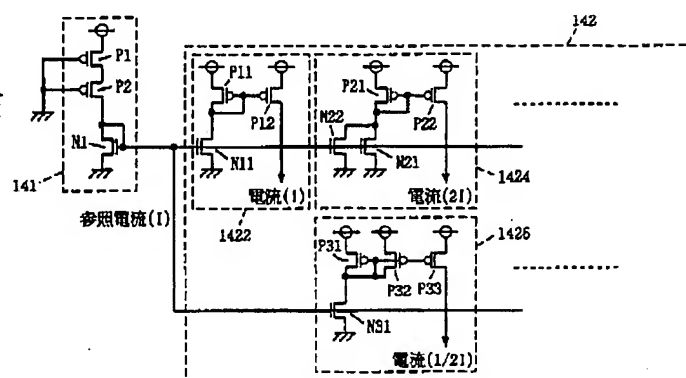 142
P1
P2
N1
141
参照電流(I)
P11
P12
N11
電流(I)
1422
P21
P22
N22
N21
電流(2I)
1424
P31
P32
P33
N31
電流(1/2I)
1426